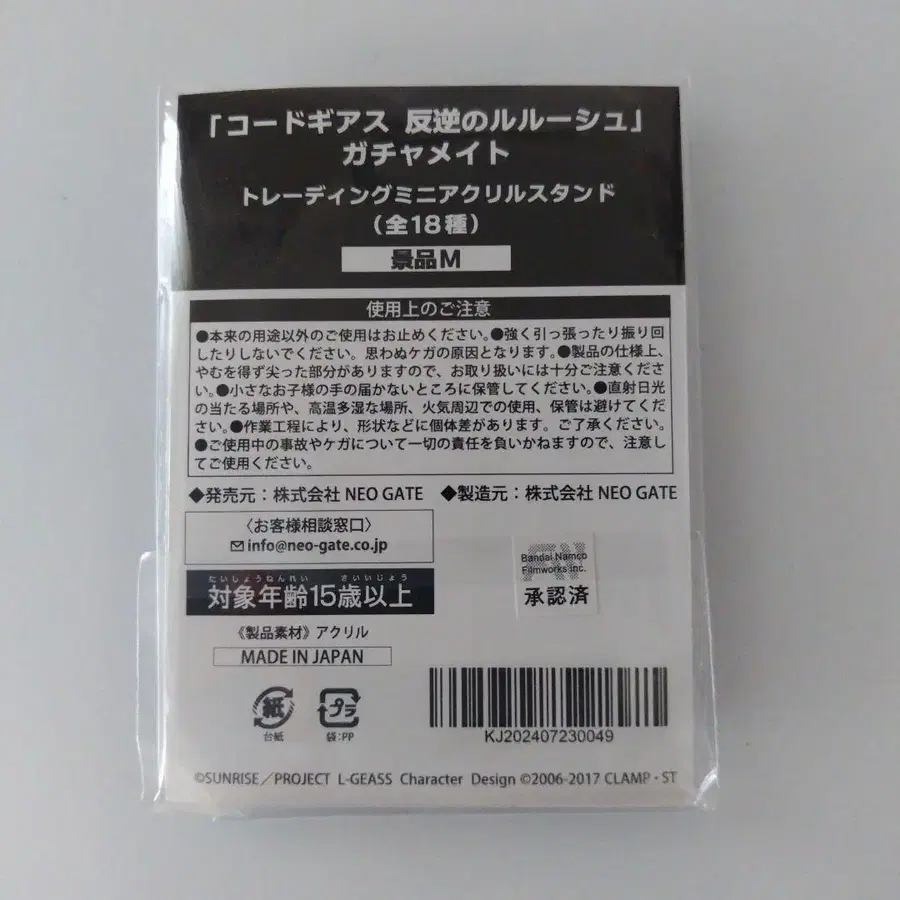 「コードギアス 反逆のルルーシュ」
ガチャメイト
トレーディングミニアクリルスタンド
(全18種)
景品M
使用上のご注意
●本来の用途以外のご使用はお止めください。●強く引っ張ったり振り回
したりしないでください。思わぬケガの原因となります。●製品の仕様上、
やむを得ず尖った部分がありますので、お取り扱いには十分ご注意くださ
い。●小さなお子様の手の届かないところに保管してください。●直射日光
の当たる場所や、高温多湿な場所、火気周辺での使用、保管は避けてくだ
さい。●作業工程により、形状などに個体差があります。ご了承ください。
●ご使用中の事故やケガについて一切の責任を負いかねますので、注意し
てご使用ください。
◆発売元:株式会社 NEO GATE ◆製造元:株式会社 NEO GATE
〈お客様相談窓口〉
✉info@neo-gate.co.jp
Bandai Namco
Filmworks Inc.
承認済
たいしょうねんれい さいいじょう
対象年齢15歳以上
《製品素材》アクリル
MADE IN JAPAN
紙
台紙
プラ
袋:PP
KJ202407230049
©SUNRISE/PROJECT L-GEASS Character Design ©2006-2017 CLAMP・ST